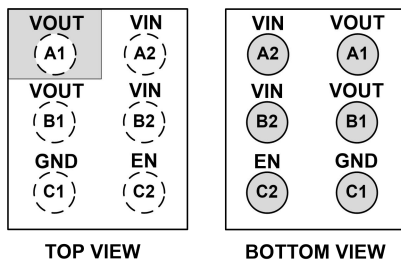 VOUT VIN VIN VOUT
A1 A2 A2 A1
VOUT VIN VIN VOUT
B1 B2 B2 B1
GND EN EN GND
C1 C2 C2 C1
TOP VIEW BOTTOM VIEW